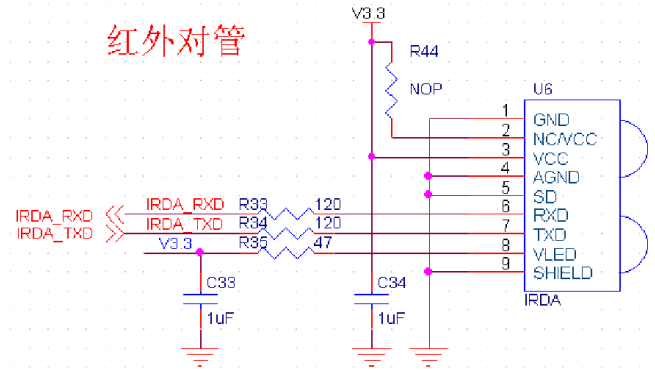 V3.3
红外对管
R44
NOP
U6
1 GND
2 NC/VCC
3 VCC
4 AGND
5 SD
IRDA_RXD IRDA_RXD R33 120 6 RXD
IRDA_TXD IRDA_TXD R34 120 7 TXD
V3.3 R35 47 8 VLED
9 SHIELD
C33 C34 IRDA
1uF 1uF